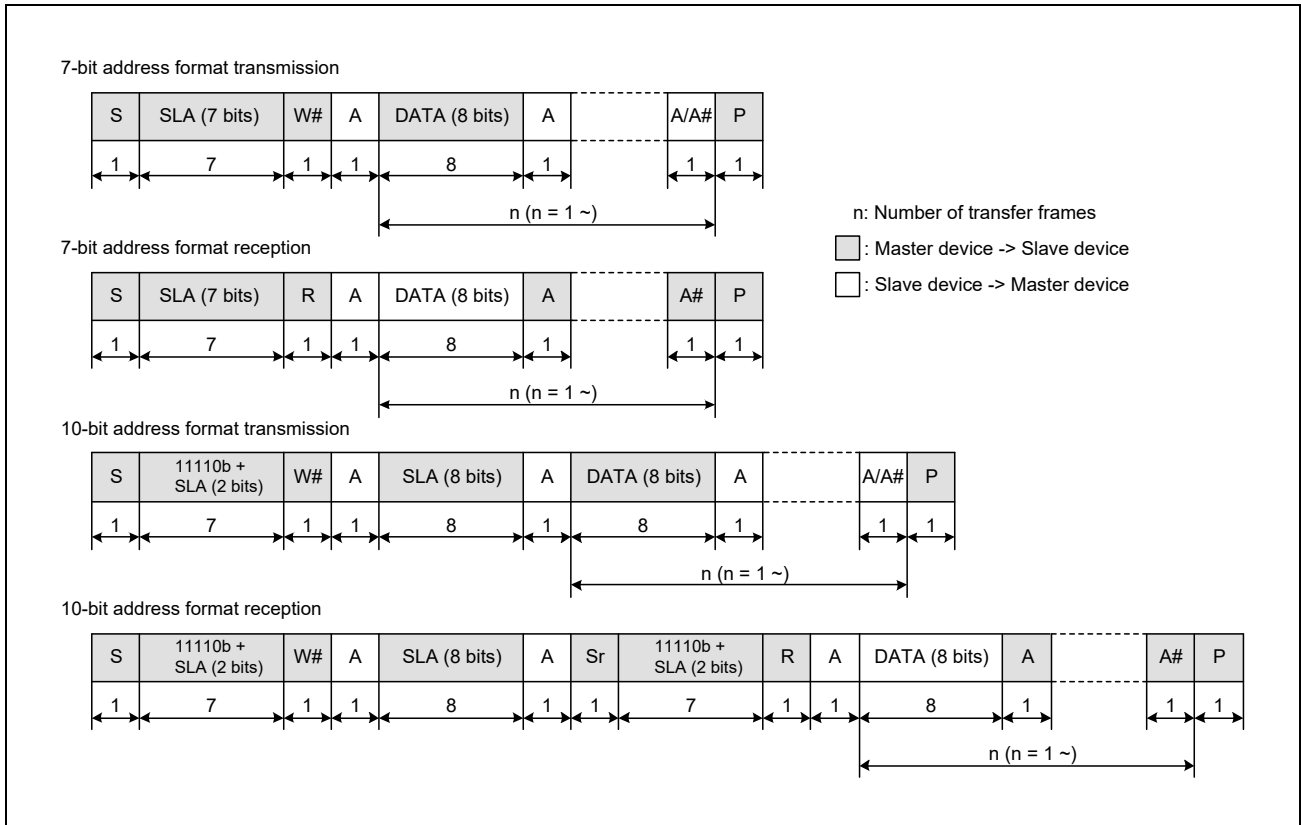 7-bit address format transmission
S SLA (7 bits) W# A DATA (8 bits) A A/A# P
1 7 1 1 8 1 1 1
n (n = 1 ~)
n: Number of transfer frames
: Master device -> Slave device
: Slave device -> Master device
7-bit address format reception
S SLA (7 bits) R A DATA (8 bits) A A# P
1 7 1 1 8 1 1 1
n (n = 1 ~)
10-bit address format transmission
S 11110b + SLA (2 bits) W# A SLA (8 bits) A DATA (8 bits) A A/A# P
1 7 1 1 8 1 8 1 1 1
n (n = 1 ~)
10-bit address format reception
S 11110b + SLA (2 bits) W# A SLA (8 bits) A Sr 11110b + SLA (2 bits) R A DATA (8 bits) A A# P
1 7 1 1 8 1 1 7 1 1 8 1 1 1
n (n = 1 ~)